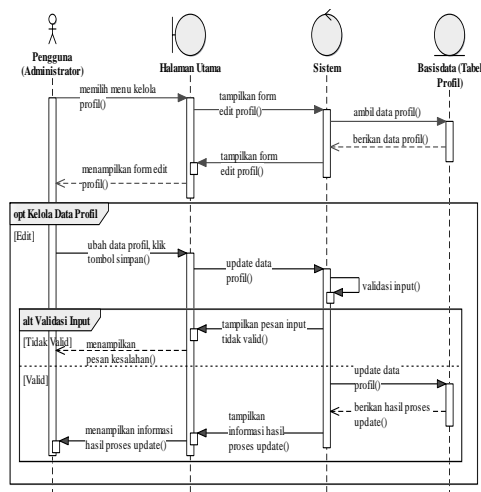 Pengguna
(Administrator)
Halaman Utama
Sistem
Basisdata (Tabel
Profil)
memilih menu kelola
profil()
tampilkan form
edit profil()
ambil data profil()
berikan data profil()
tampilkan form
edit profil()
menampilkan form edit
profil()
opt Kelola Data Profil
[Edit]
ubah data profil, klik
tombol simpan()
update data
profil()
validasi input()
alt Validasi Input
[Tidak Valid]
tampilkan pesan input
tidak valid()
menampilkan
pesan kesalahan()
[Valid]
update data
profil()
berikan hasil proses
update()
tampilkan
informasi hasil
proses update()
menampilkan informasi
hasil proses update()